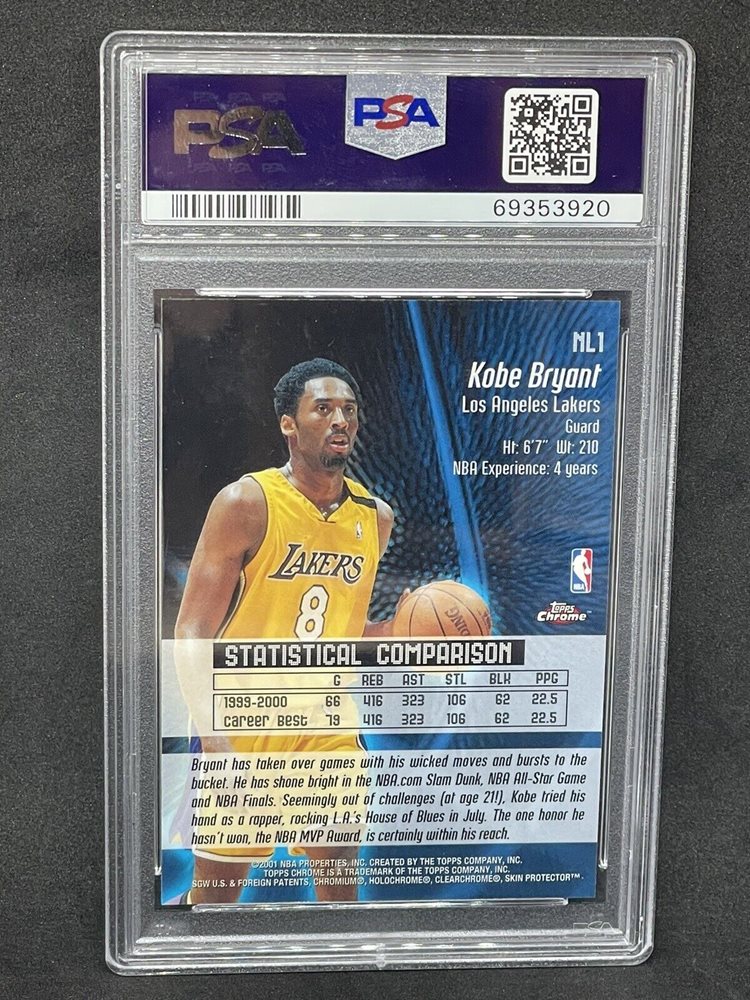 PSA
PSA
69353920
NL1
Kobe Bryant
Los Angeles Lakers
Guard
Ht: 6'7" Wt: 210
NBA Experience: 4 years
LAKERS
8
SPALDING
NBA
Topps
Chrome™
STATISTICAL COMPARISON
G REB AST STL BLK PPG
1999-2000 66 416 323 106 62 22.5
Career Best 79 416 323 106 62 22.5
Bryant has taken over games with his wicked moves and bursts to the
bucket. He has shone bright in the NBA.com Slam Dunk, NBA All-Star Game
and NBA Finals. Seemingly out of challenges (at age 21!), Kobe tried his
hand as a rapper, rocking L.A.'s House of Blues in July. The one honor he
hasn't won, the NBA MVP Award, is certainly within his reach.
©2001 NBA PROPERTIES, INC. CREATED BY THE TOPPS COMPANY, INC.
TOPPS CHROME IS A TRADEMARK OF THE TOPPS COMPANY, INC.
SGW U.S. & FOREIGN PATENTS, CHROMIUM®, HOLOCHROME®, CLEARCHROME®, SKIN PROTECTOR™.
PSA